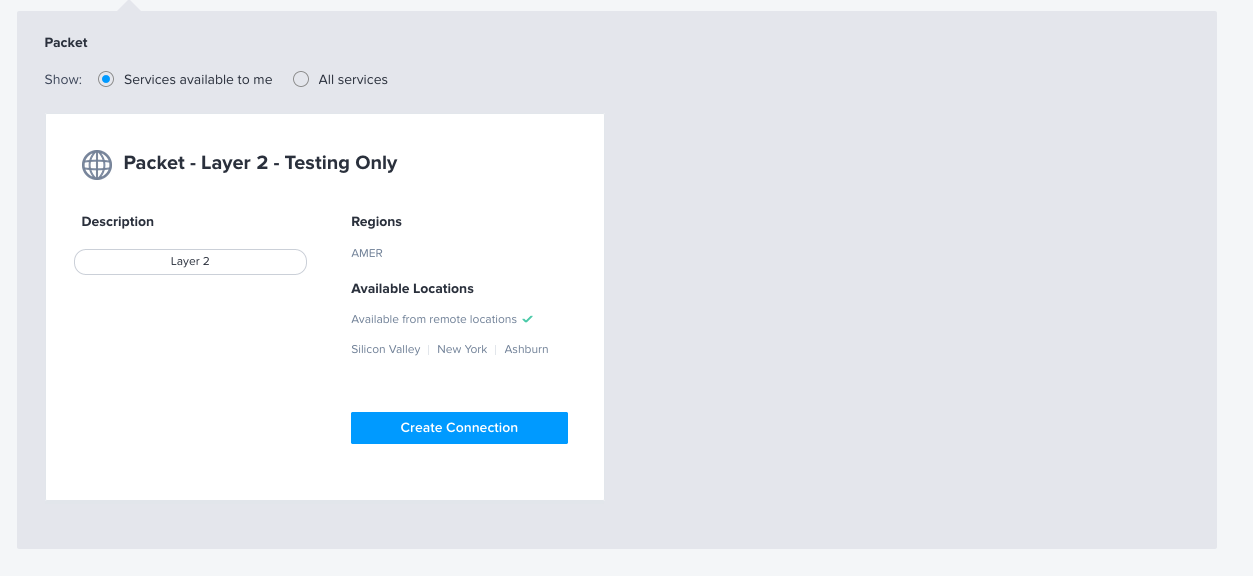 Packet
Show: Services available to me All services
Packet - Layer 2 - Testing Only
Description
Layer 2
Regions
AMER
Available Locations
Available from remote locations
Silicon Valley | New York | Ashburn
Create Connection